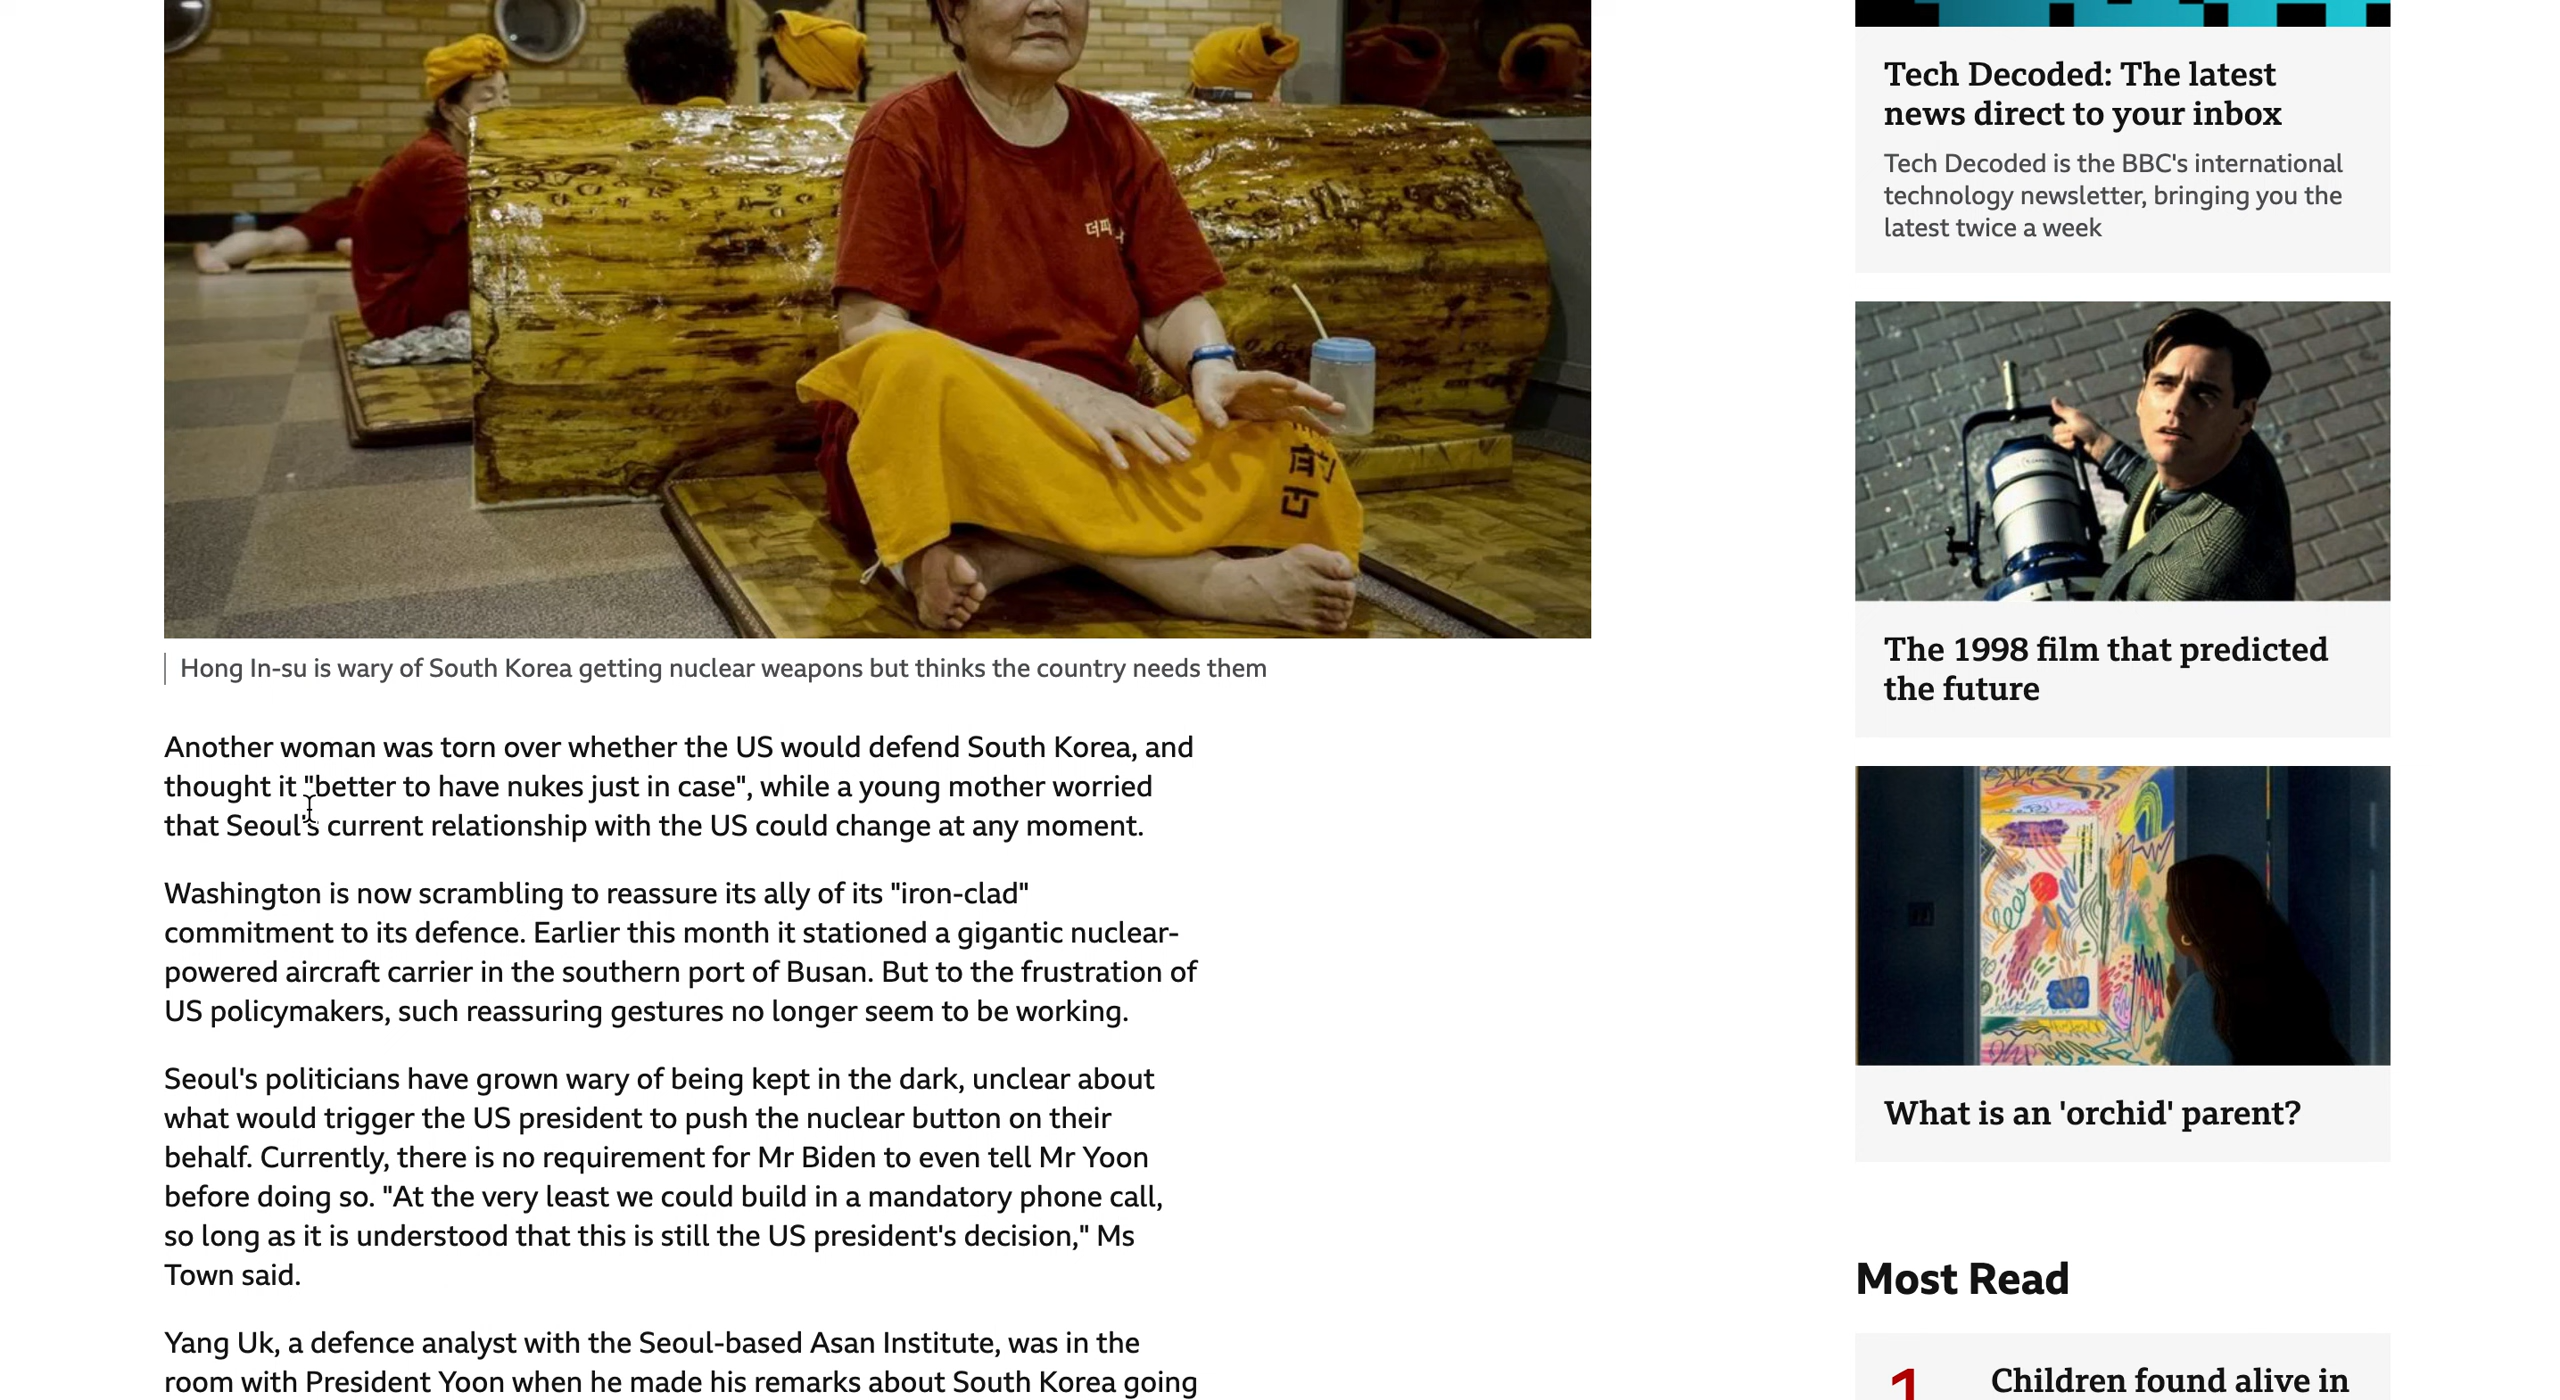 더파
더파
Hong In-su is wary of South Korea getting nuclear weapons but thinks the country needs them
Another woman was torn over whether the US would defend South Korea, and
thought it "better to have nukes just in case", while a young mother worried
that Seoul's current relationship with the US could change at any moment.
Washington is now scrambling to reassure its ally of its "iron-clad"
commitment to its defence. Earlier this month it stationed a gigantic nuclear-
powered aircraft carrier in the southern port of Busan. But to the frustration of
US policymakers, such reassuring gestures no longer seem to be working.
Seoul's politicians have grown wary of being kept in the dark, unclear about
what would trigger the US president to push the nuclear button on their
behalf. Currently, there is no requirement for Mr Biden to even tell Mr Yoon
before doing so. "At the very least we could build in a mandatory phone call,
so long as it is understood that this is still the US president's decision," Ms
Town said.
Yang Uk, a defence analyst with the Seoul-based Asan Institute, was in the
room with President Yoon when he made his remarks about South Korea going
Tech Decoded: The latest
news direct to your inbox
Tech Decoded is the BBC's international
technology newsletter, bringing you the
latest twice a week
The 1998 film that predicted
the future
What is an 'orchid' parent?
Most Read
1
Children found alive in